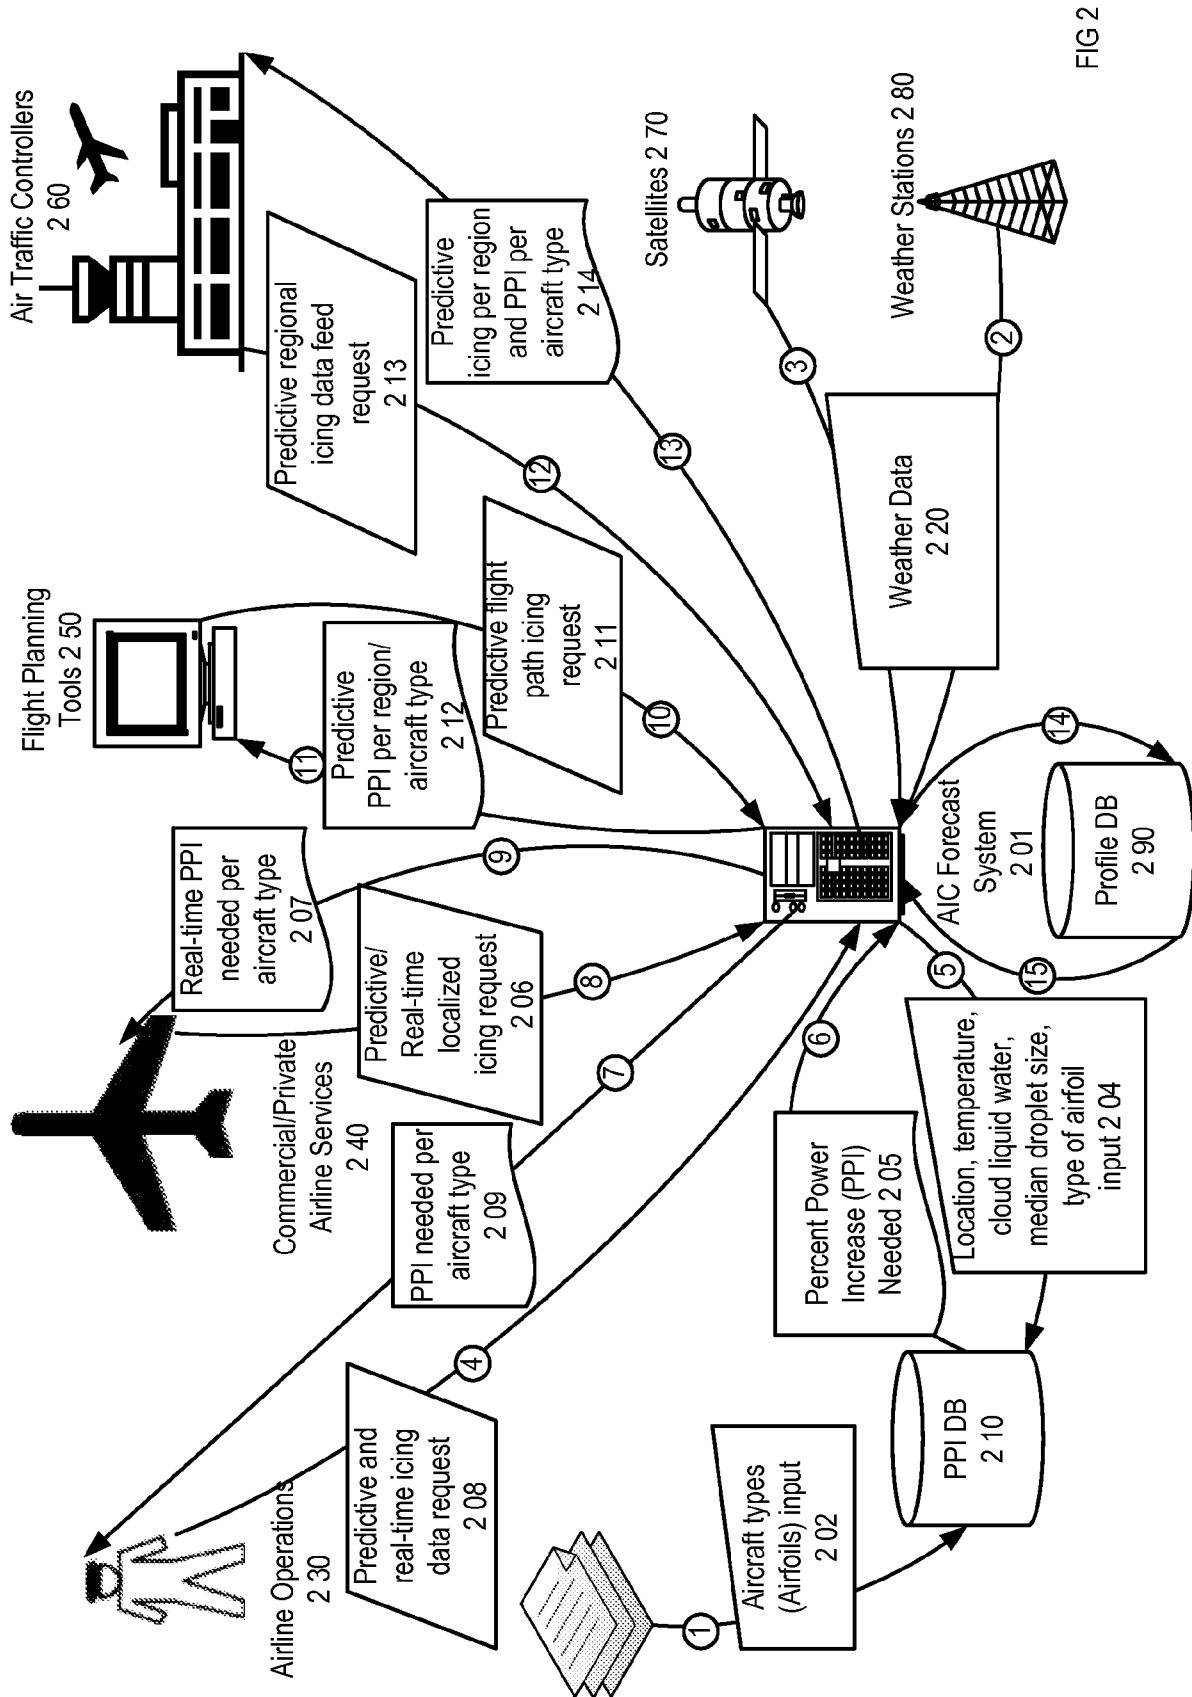 Airline Operations
2 30
Predictive and
real-time icing
data request
2 08
Aircraft types
(Airfoils) input
2 02
1
PPI DB
2 10
4
PPI needed per
aircraft type
2 09
7
Percent Power
Increase (PPI)
Needed 2 05
6
Location, temperature,
cloud liquid water,
median droplet size,
type of airfoil
input 2 04
5
Commercial/Private
Airline Services
2 40
Predictive/
Real-time
localized
icing request
2 06
8
Real-time PPI
needed per
aircraft type
2 07
9
AIC Forecast
System
2 01
Profile DB
2 90
15
14
Flight Planning
Tools 2 50
11
Predictive
PPI per region/
aircraft type
2 12
Predictive flight
path icing
request
2 11
10
Air Traffic Controllers
2 60
Predictive regional
icing data feed
request
2 13
12
Predictive
icing per region
and PPI per
aircraft type
2 14
13
Satellites 2 70
3
Weather Stations 2 80
2
Weather Data
2 20
FIG 2